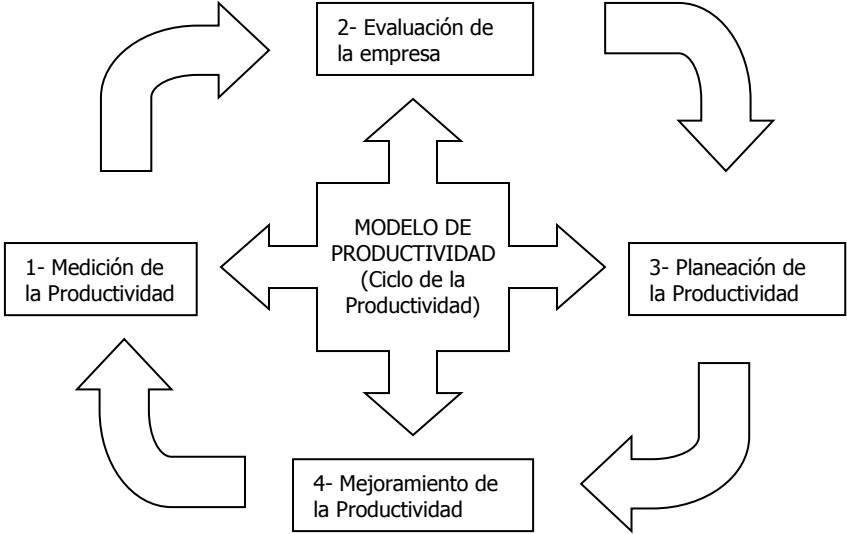 2- Evaluación de
la empresa
MODELO DE
PRODUCTIVIDAD
(Ciclo de la
Productividad)
1- Medición de
la Productividad
3- Planeación de
la Productividad
4- Mejoramiento de
la Productividad